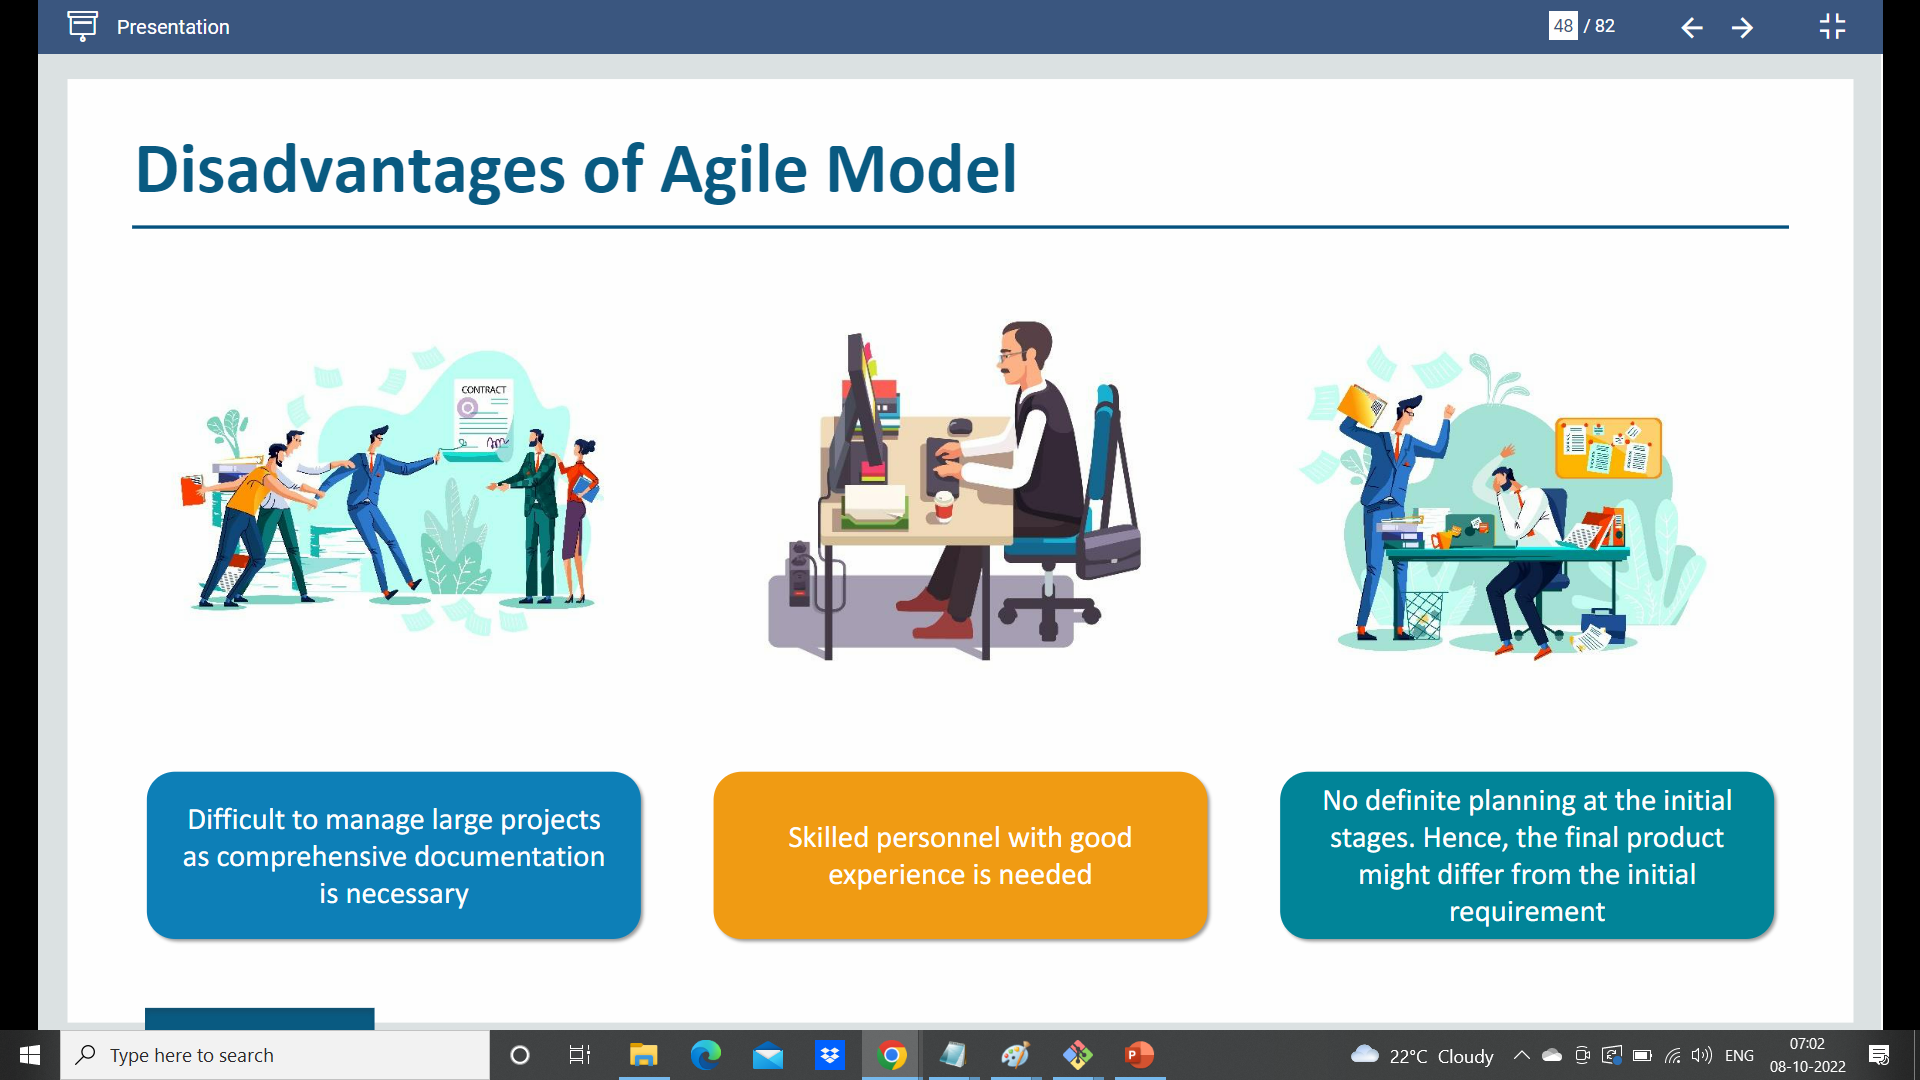 Presentation
48 / 82
Disadvantages of Agile Model
CONTRACT
Difficult to manage large projects
as comprehensive documentation
is necessary
Skilled personnel with good
experience is needed
No definite planning at the initial
stages. Hence, the final product
might differ from the initial
requirement
Type here to search
P
22°C Cloudy
ENG
07:02
08-10-2022